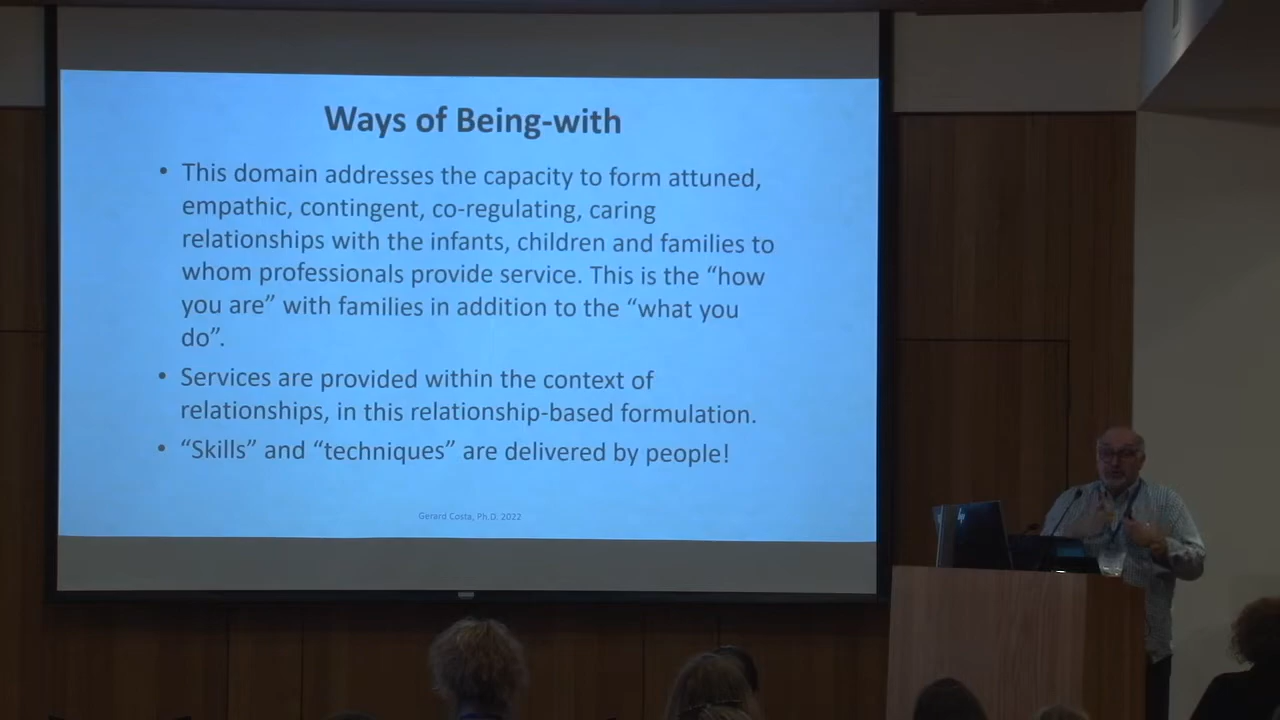 Ways of Being-with
• This domain addresses the capacity to form attuned,
empathic, contingent, co-regulating, caring
relationships with the infants, children and families to
whom professionals provide service. This is the “how
you are” with families in addition to the “what you
do”.
• Services are provided within the context of
relationships, in this relationship-based formulation.
• “Skills” and “techniques” are delivered by people!
Gerard Costa, Ph.D. 2022
hp